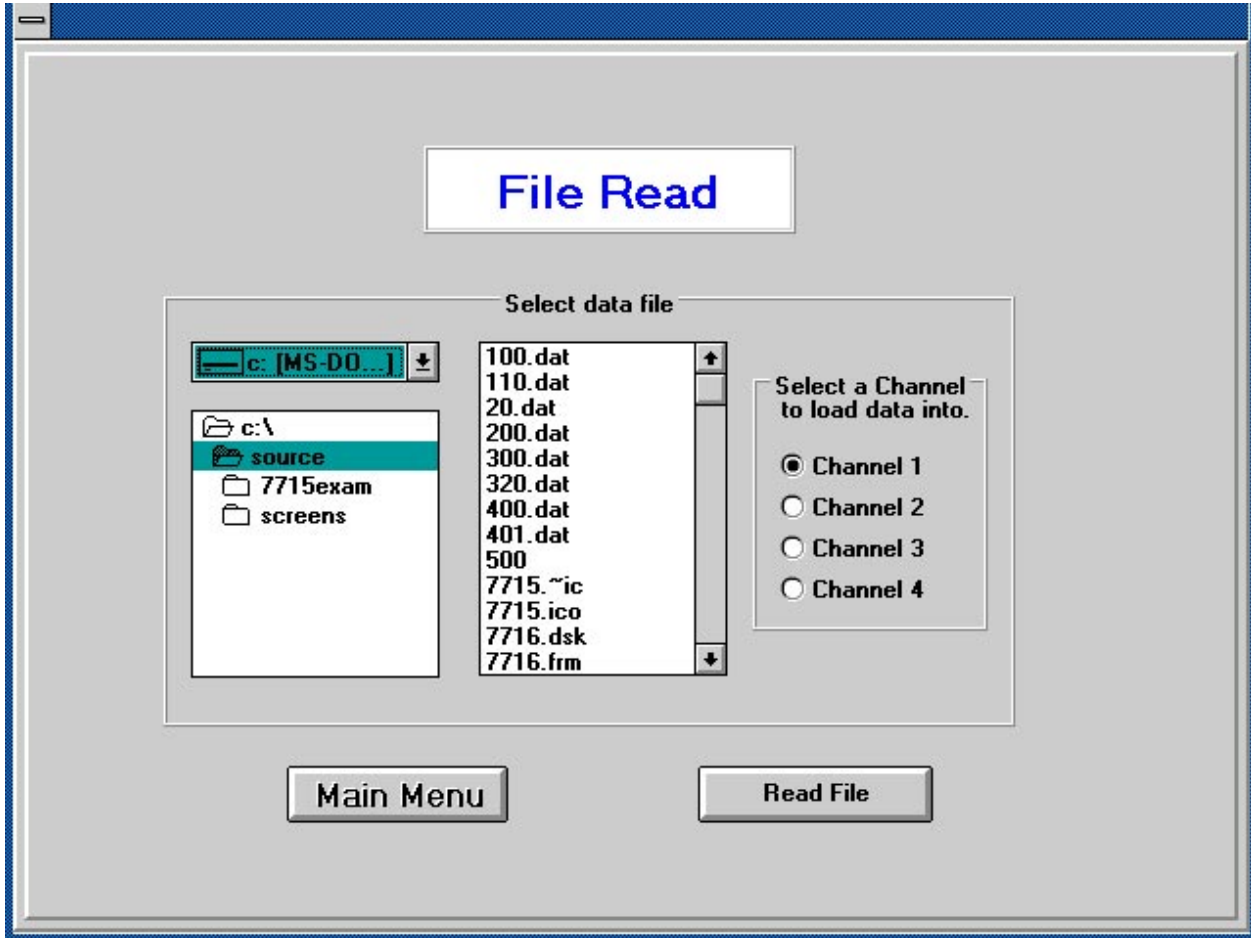 File Read
Select data file
c: [MS-DO...]
c:\
source
7715exam
screens
100.dat
110.dat
20.dat
200.dat
300.dat
320.dat
400.dat
401.dat
500
7715.~ic
7715.ico
7716.dsk
7716.frm
Select a Channel
to load data into.
Channel 1
Channel 2
Channel 3
Channel 4
Main Menu
Read File